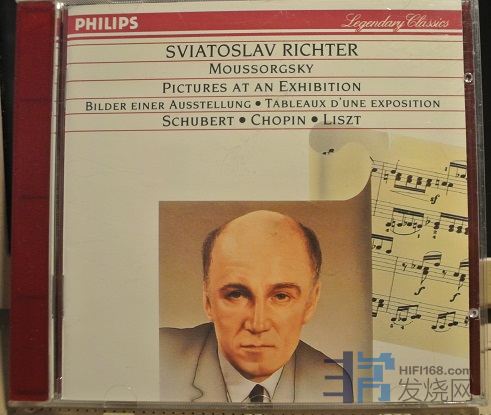 PHILIPS
Legendary Classics
SVIATOSLAV RICHTER
MOUSSORGSKY
PICTURES AT AN EXHIBITION
BILDER EINER AUSSTELLUNG • TABLEAUX D'UNE EXPOSITION
SCHUBERT • CHOPIN • LISZT
sf
HIFI168.com
发烧网